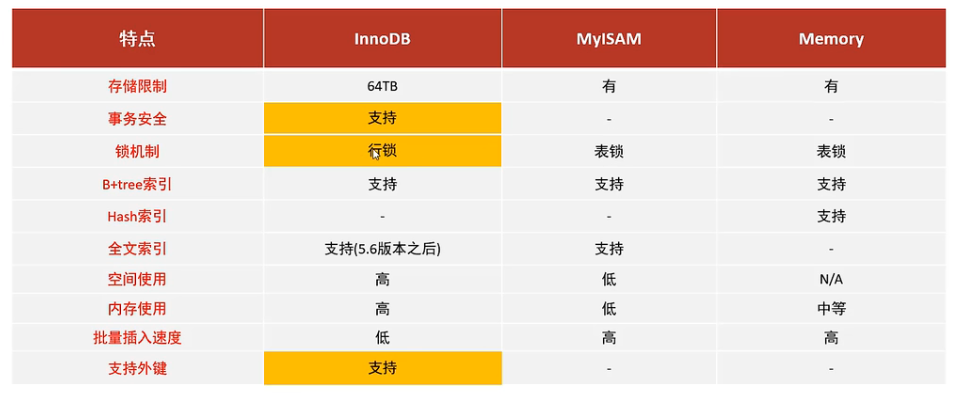 特点 InnoDB MyISAM Memory
存储限制 64TB 有 有
事务安全 支持 - -
锁机制 行锁 表锁 表锁
B+tree索引 支持 支持 支持
Hash索引 - - 支持
全文索引 支持(5.6版本之后) 支持 -
空间使用 高 低 N/A
内存使用 高 低 中等
批量插入速度 低 高 高
支持外键 支持 - -